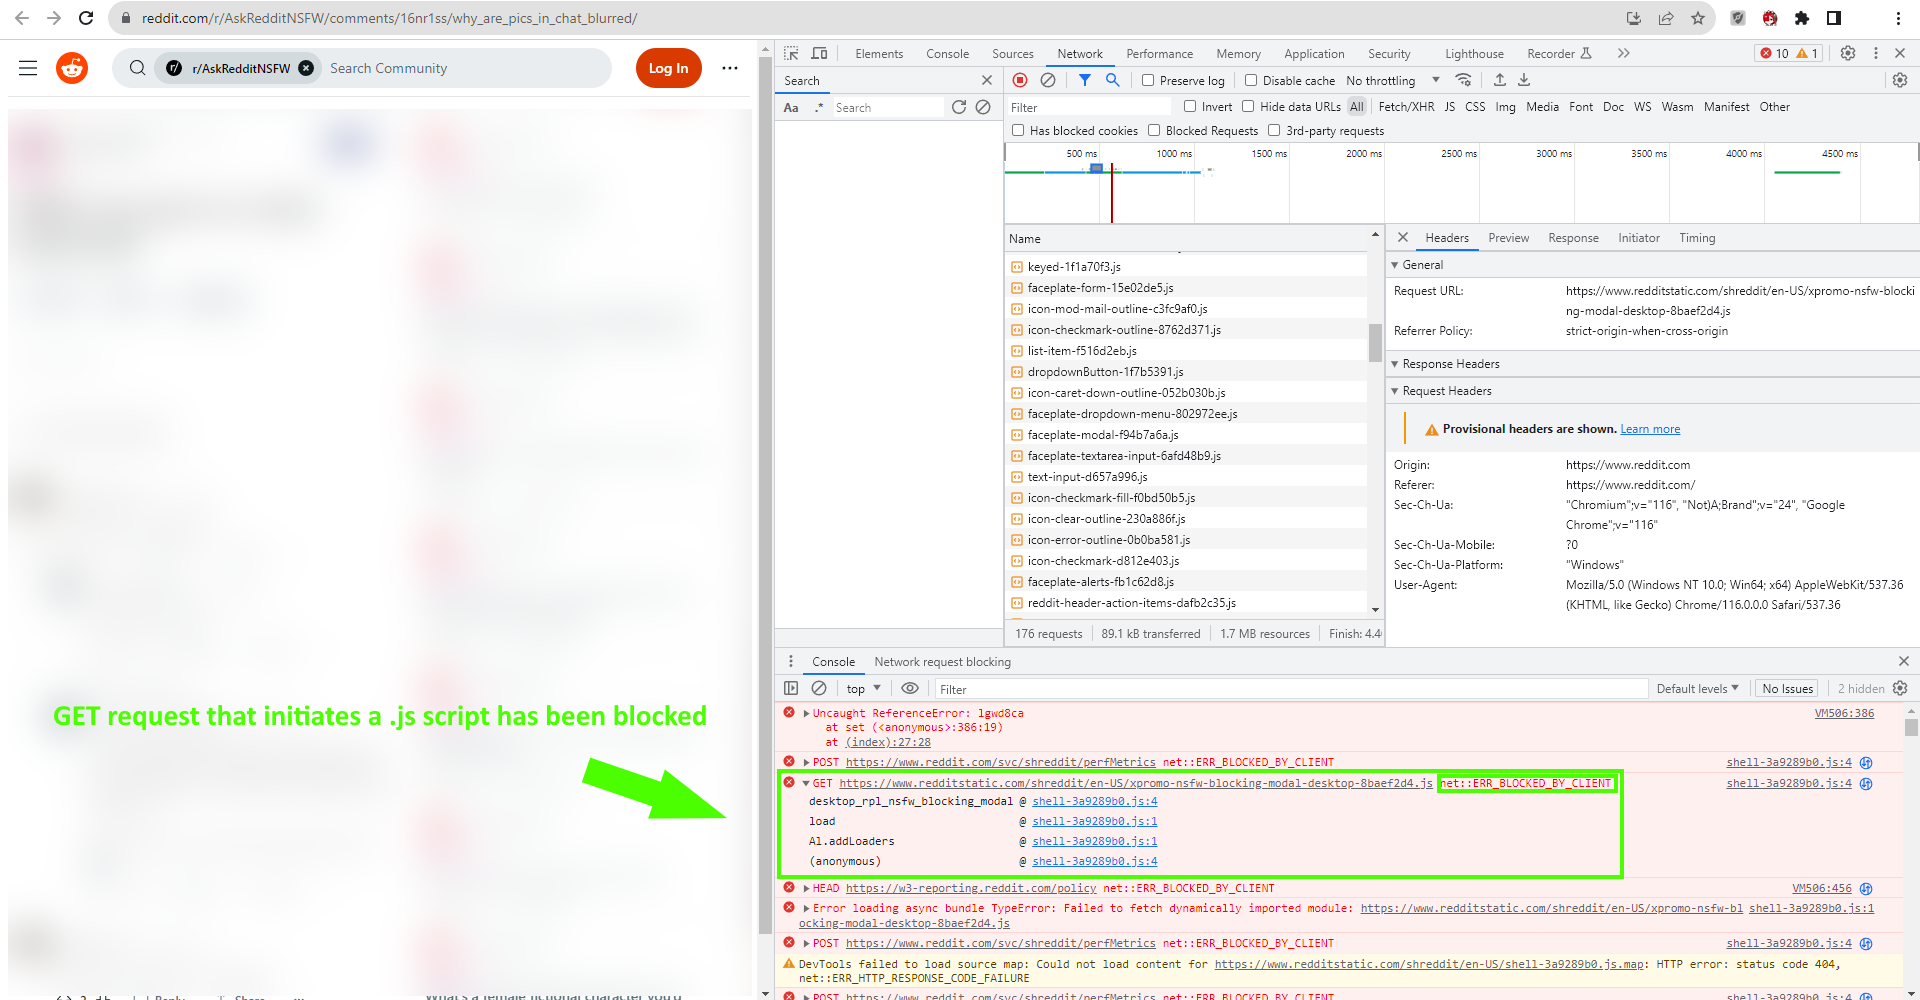 reddit.com/r/AskRedditNSFW/comments/16nr1ss/why_are_pics_in_chat_blurred/
r/AskRedditNSFW
Search Community
Log In
GET request that initiates a .js script has been blocked
Elements Console Sources Network Performance Memory Application Security Lighthouse Recorder
10 1
Search
Aa .* Search
Preserve log Disable cache No throttling
Filter Invert Hide data URLs All Fetch/XHR JS CSS Img Media Font Doc WS Wasm Manifest Other
Has blocked cookies Blocked Requests 3rd-party requests
500 ms 1000 ms 1500 ms 2000 ms 2500 ms 3000 ms 3500 ms 4000 ms 4500 ms
Name
keyed-1f1a70f3.js
faceplate-form-15e02de5.js
icon-mod-mail-outline-c3fc9af0.js
icon-checkmark-outline-8762d371.js
list-item-f516d2eb.js
dropdownButton-1f7b5391.js
icon-caret-down-outline-052b030b.js
faceplate-dropdown-menu-802972ee.js
faceplate-modal-f94b7a6a.js
faceplate-textarea-input-6afd48b9.js
text-input-d657a996.js
icon-checkmark-fill-f0bd50b5.js
icon-clear-outline-230a886f.js
icon-error-outline-0b0ba581.js
icon-checkmark-d812e403.js
faceplate-alerts-fb1c62d8.js
reddit-header-action-items-dafb2c35.js
176 requests 89.1 kB transferred 1.7 MB resources Finish: 4.4
Headers Preview Response Initiator Timing
General
Request URL: https://www.redditstatic.com/shreddit/en-US/xpromo-nsfw-blocki
ng-modal-desktop-8baef2d4.js
Referrer Policy: strict-origin-when-cross-origin
Response Headers
Request Headers
Provisional headers are shown. Learn more
Origin: https://www.reddit.com
Referer: https://www.reddit.com/
Sec-Ch-Ua: "Chromium";v="116", "Not)A;Brand";v="24", "Google
Chrome";v="116"
Sec-Ch-Ua-Mobile: ?0
Sec-Ch-Ua-Platform: "Windows"
User-Agent: Mozilla/5.0 (Windows NT 10.0; Win64; x64) AppleWebKit/537.36
(KHTML, like Gecko) Chrome/116.0.0.0 Safari/537.36
Console Network request blocking
top Filter Default levels No Issues 2 hidden
Uncaught ReferenceError: lgwd8ca VM506:386
at set (<anonymous>:386:19)
at (index):27:28
POST https://www.reddit.com/svc/shreddit/perfMetrics net::ERR_BLOCKED_BY_CLIENT shell-3a9289b0.js:4
GET https://www.redditstatic.com/shreddit/en-US/xpromo-nsfw-blocking-modal-desktop-8baef2d4.js net::ERR_BLOCKED_BY_CLIENT shell-3a9289b0.js:4
desktop_rpl_nsfw_blocking_modal @ shell-3a9289b0.js:4
load @ shell-3a9289b0.js:1
Al.addLoaders @ shell-3a9289b0.js:1
(anonymous) @ shell-3a9289b0.js:4
HEAD https://w3-reporting.reddit.com/policy net::ERR_BLOCKED_BY_CLIENT VM506:456
Error loading async bundle TypeError: Failed to fetch dynamically imported module: https://www.redditstatic.com/shreddit/en-US/xpromo-nsfw-bl shell-3a9289b0.js:1
ocking-modal-desktop-8baef2d4.js
POST https://www.reddit.com/svc/shreddit/perfMetrics net::ERR_BLOCKED_BY_CLIENT shell-3a9289b0.js:4
DevTools failed to load source map: Could not load content for https://www.redditstatic.com/shreddit/en-US/shell-3a9289b0.js.map: HTTP error: status code 404,
net::ERR_HTTP_RESPONSE_CODE_FAILURE
POST https://www.reddit.com/svc/shreddit/perfMetrics net::ERR_BLOCKED_BY_CLIENT shell-3a9289b0.js:4